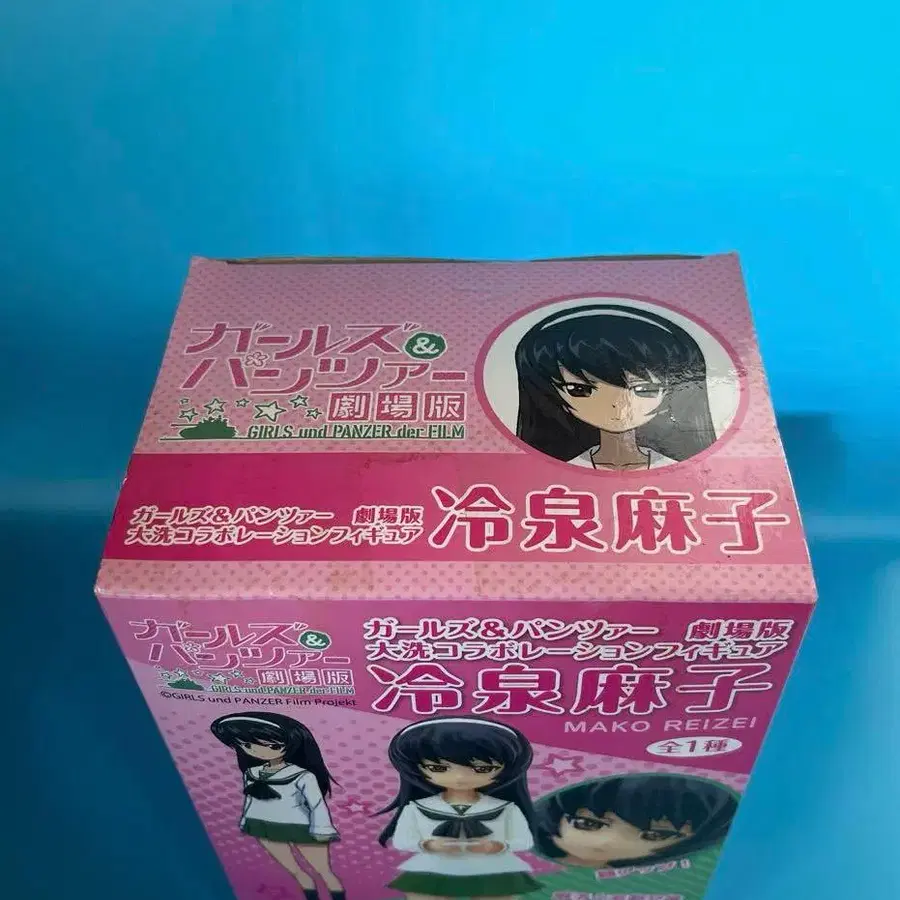 ガールズ&
パンツァー
劇場版
GIRLS und PANZER der FILM
ガールズ&パンツァー 劇場版
大洗コラボレーションフィギュア
冷泉麻子
ガールズ&
パンツァー
劇場版
GIRLS und PANZER der FILM
©GIRLS und PANZER Film Projekt
ガールズ&パンツァー 劇場版
大洗コラボレーションフィギュア
冷泉麻子
MAKO REIZEI
全1種